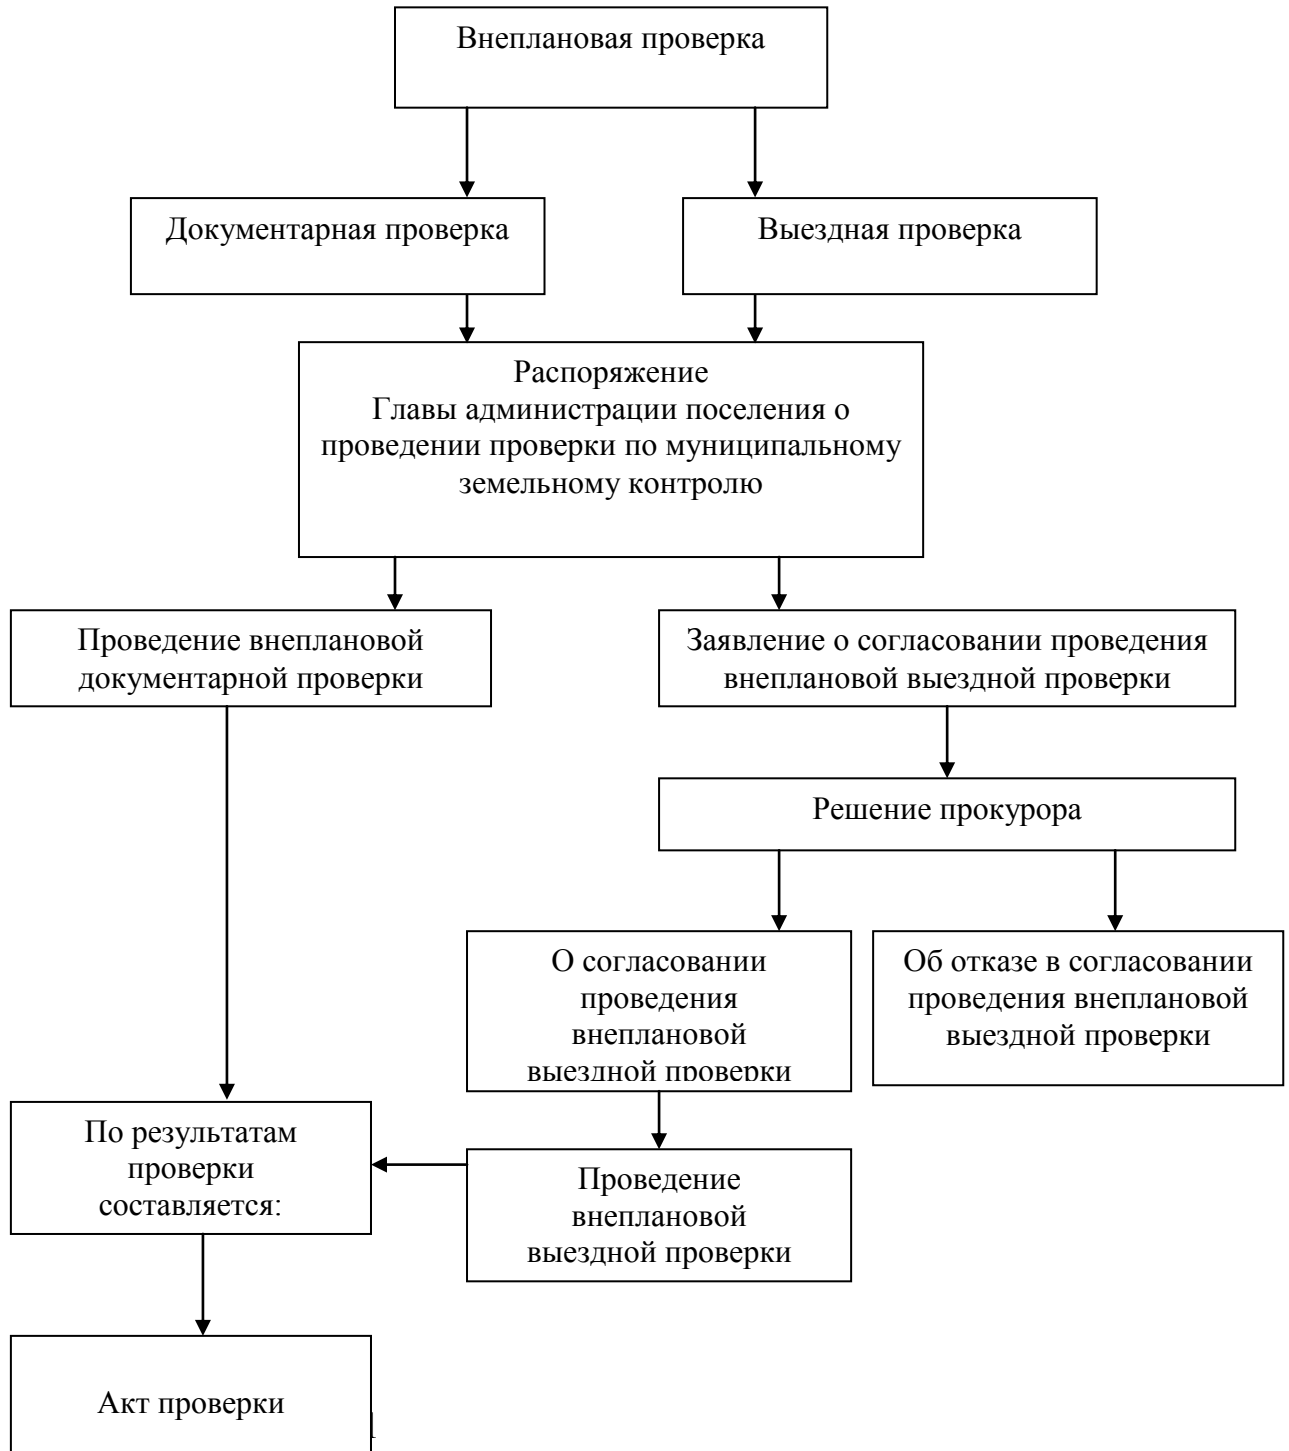 Внеплановая проверка
Документарная проверка
Выездная проверка
Распоряжение
Главы администрации поселения о
проведении проверки по муниципальному
земельному контролю
Проведение внеплановой
документарной проверки
Заявление о согласовании проведения
внеплановой выездной проверки
Решение прокурора
О согласовании
проведения
внеплановой
выездной проверки
Об отказе в согласовании
проведения внеплановой
выездной проверки
По результатам
проверки
составляется:
Проведение
внеплановой
выездной проверки
Акт проверки